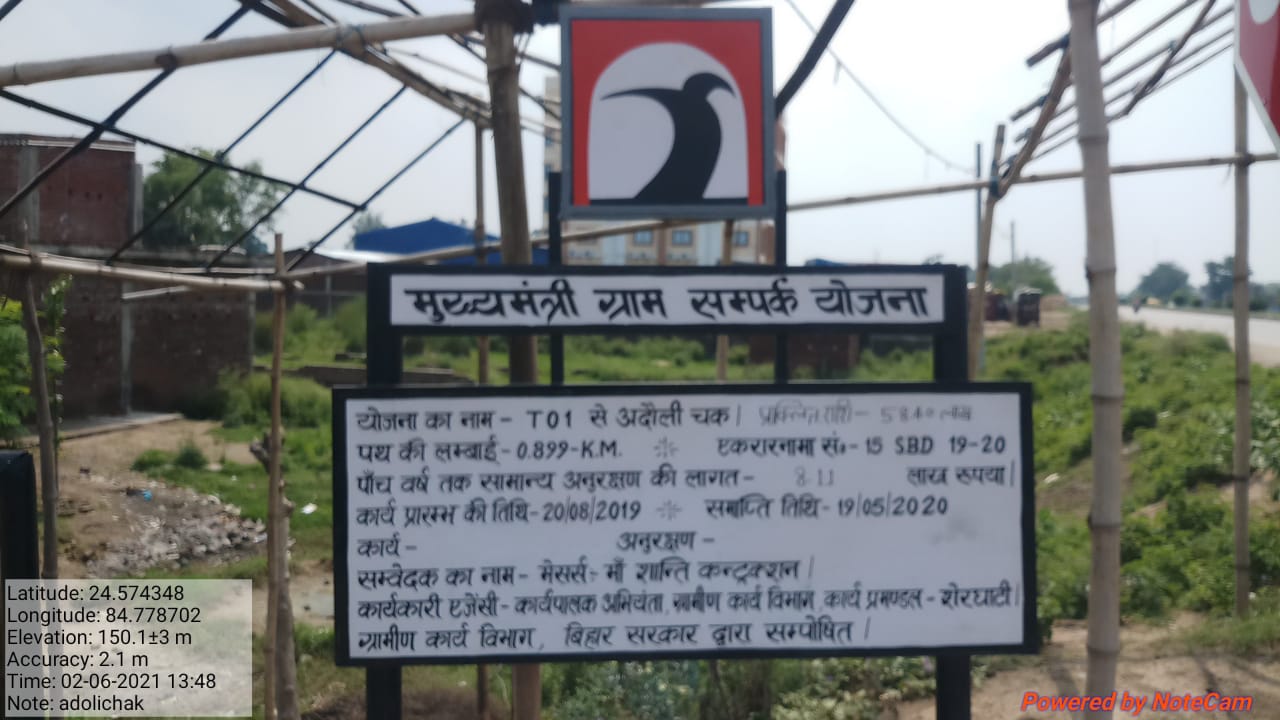 मुख्यमंत्री ग्राम सम्पर्क योजना
योजना का नाम - T01 से अदौली चक । 58.40 लाख
पथ की लम्बाई - 0.899-K.M. एकरारनामा सं०- 15 SBD 19-20
पाँच वर्ष तक सामान्य अनुरक्षण की लागत - 8.11 लाख रूपया ।
कार्य प्रारम्भ की तिथि - 20/08/2019 समाप्ति तिथि - 19/05/2020
कार्य - अनुरक्षण -
सम्वेदक का नाम - मेसर्स:- माँ शान्ति कन्ट्रक्शन ।
कार्यकारी एजेंसी - कार्यपालक अभियंता, ग्रामीण कार्य विभाग, कार्य प्रमण्डल - शेरघाटी ।
ग्रामीण कार्य विभाग, बिहार सरकार द्वारा सम्पोषित ।
Latitude: 24.574348
Longitude: 84.778702
Elevation: 150.1±3 m
Accuracy: 2.1 m
Time: 02-06-2021 13:48
Note: adolichak
Powered by NoteCam